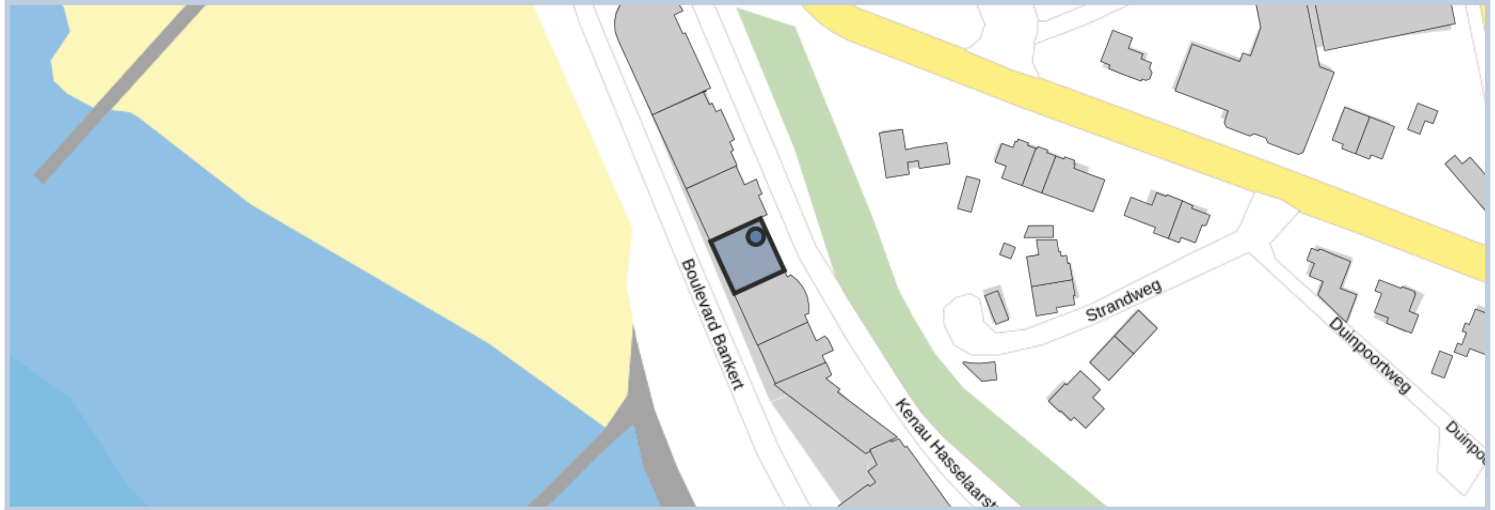 Boulevard Bankert
Strandweg
Duinpoortweg
Kenau Hasselaarst
Duinpo